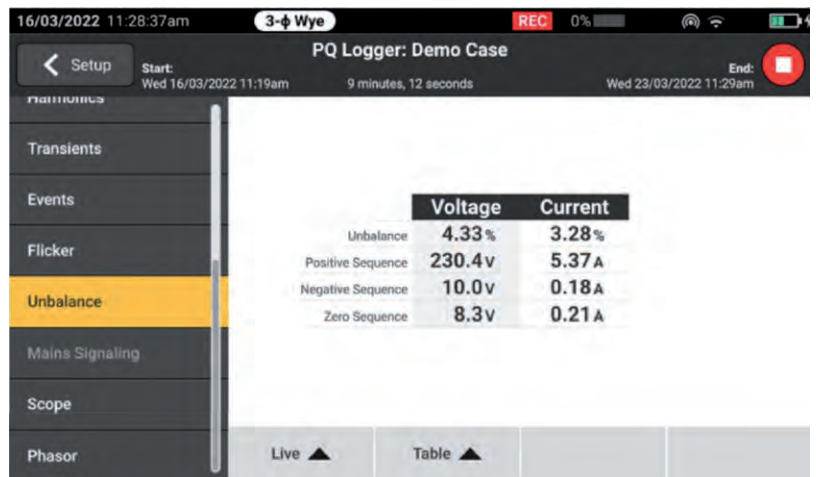 16/03/2022 11:28:37am 3-ϕ Wye REC 0%
PQ Logger: Demo Case
Setup
Start:
Wed 16/03/2022 11:19am
9 minutes, 12 seconds
End:
Wed 23/03/2022 11:29am
Harmonics
Transients
Events
Flicker
Unbalance
Mains Signaling
Scope
Phasor
Voltage Current
Unbalance 4.33% 3.28%
Positive Sequence 230.4V 5.37A
Negative Sequence 10.0V 0.18A
Zero Sequence 8.3V 0.21A
Live Table